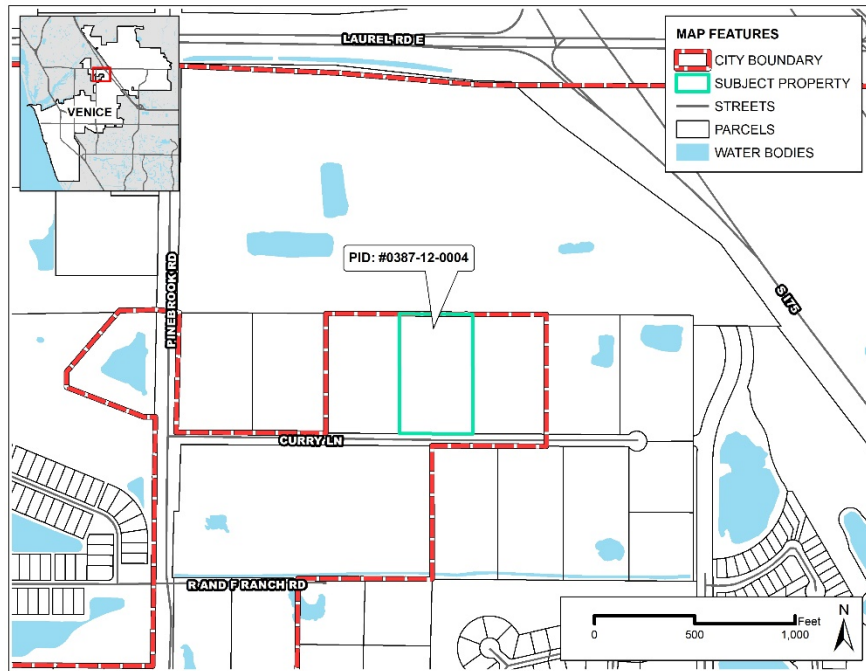 LAUREL RD E
MAP FEATURES
CITY BOUNDARY
SUBJECT PROPERTY
STREETS
PARCELS
WATER BODIES
VENICE
PID: #0387-12-0004
PINEBROOK RD
S I75
CURRY LN
R AND F RANCH RD
Feet
0 500 1,000
N